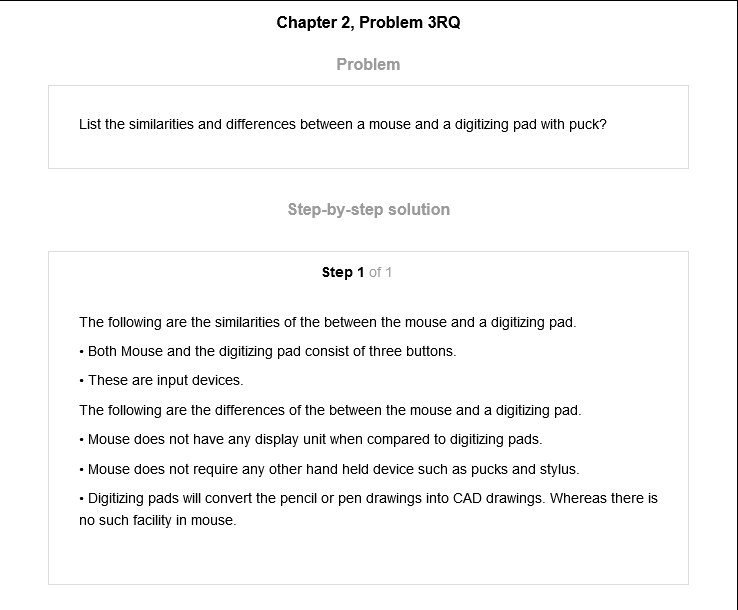 Chapter 2, Problem 3RQ
Problem
List the similarities and differences between a mouse and a digitizing pad with puck?
Step-by-step solution
Step 1 of 1
The following are the similarities of the between the mouse and a digitizing pad.
• Both Mouse and the digitizing pad consist of three buttons.
• These are input devices.
The following are the differences of the between the mouse and a digitizing pad.
• Mouse does not have any display unit when compared to digitizing pads.
• Mouse does not require any other hand held device such as pucks and stylus.
• Digitizing pads will convert the pencil or pen drawings into CAD drawings. Whereas there is
no such facility in mouse.